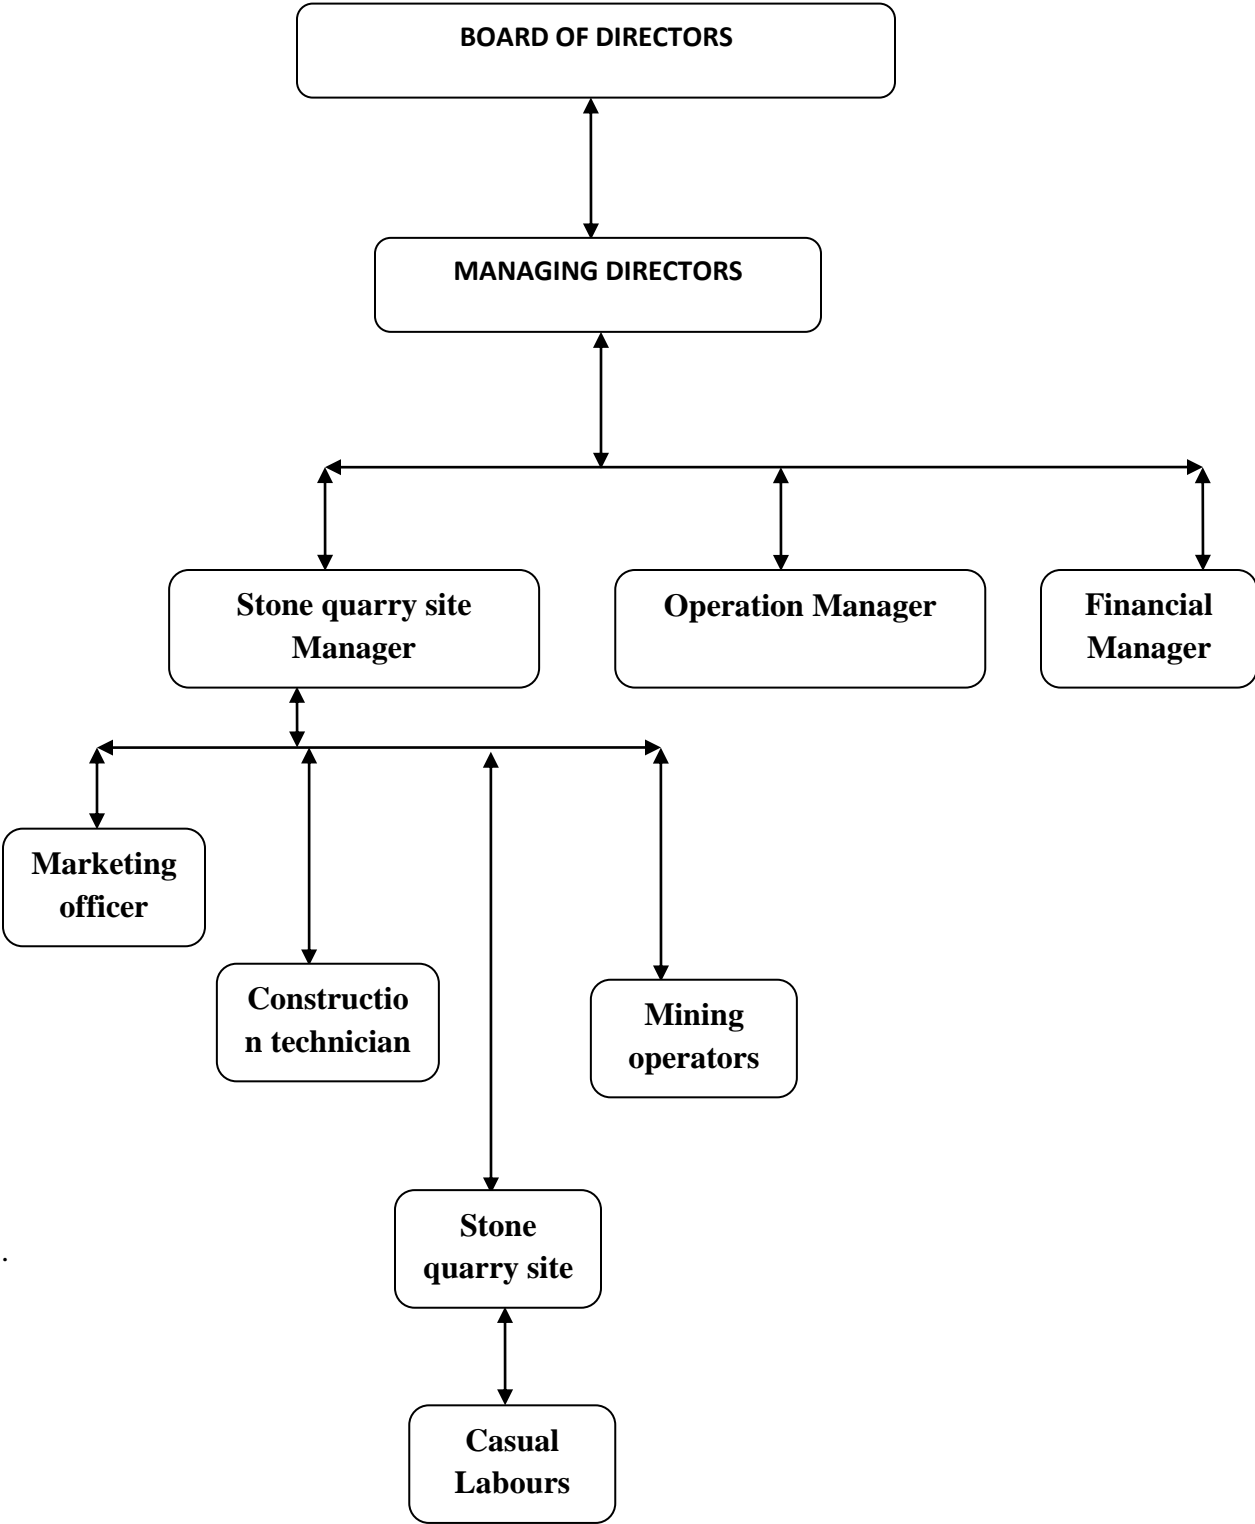 BOARD OF DIRECTORS
MANAGING DIRECTORS
Stone quarry site
Manager
Operation Manager
Financial
Manager
Marketing
officer
Constructio
n technician
Mining
operators
Stone
quarry site
.
Casual
Labours